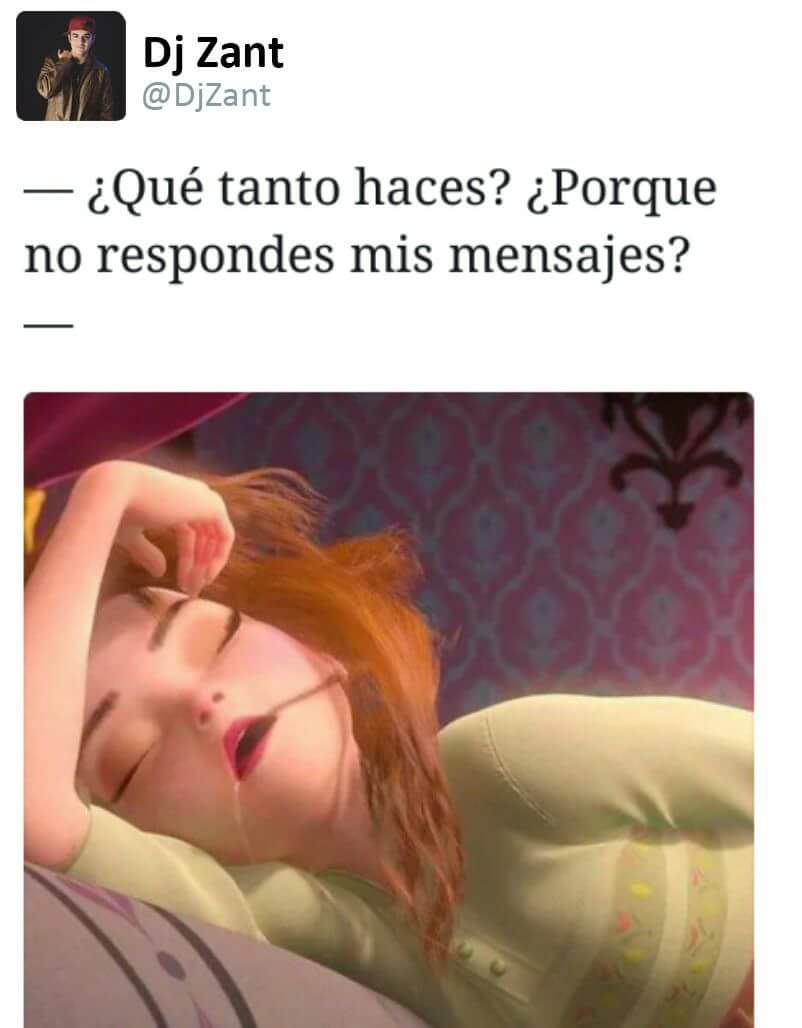 Dj Zant
@DjZant
— ¿Qué tanto haces? ¿Porque
no respondes mis mensajes?
—